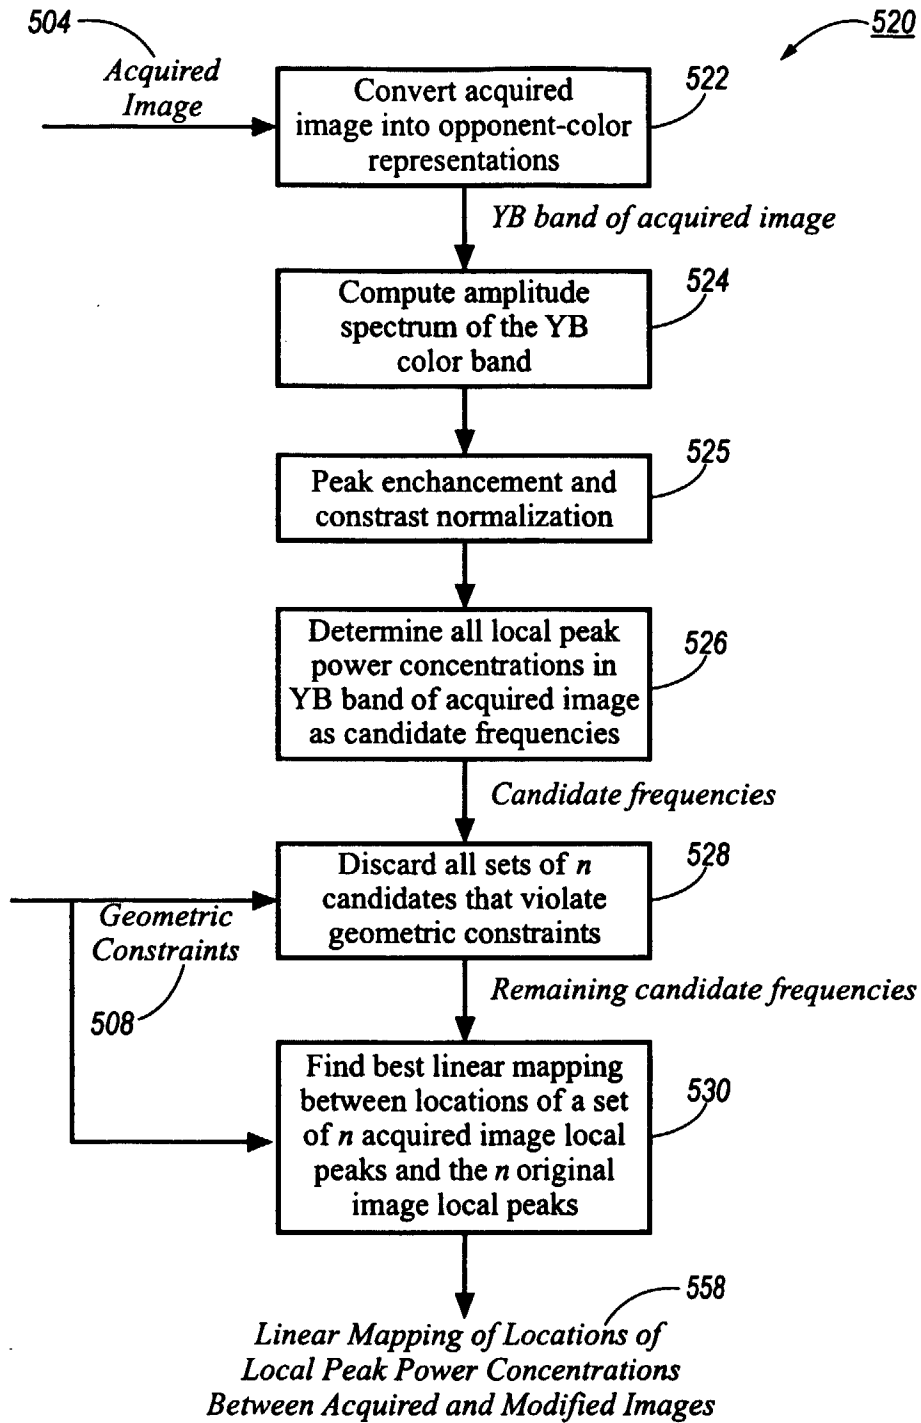 504
520
Acquired
Image
Convert acquired
image into opponent-color
representations
522
YB band of acquired image
Compute amplitude
spectrum of the YB
color band
524
Peak enchancement and
constrast normalization
525
Determine all local peak
power concentrations in
YB band of acquired image
as candidate frequencies
526
Candidate frequencies
Discard all sets of n
candidates that violate
geometric constraints
528
Geometric
Constraints
508
Remaining candidate frequencies
Find best linear mapping
between locations of a set
of n acquired image local
peaks and the n original
image local peaks
530
558
Linear Mapping of Locations of
Local Peak Power Concentrations
Between Acquired and Modified Images